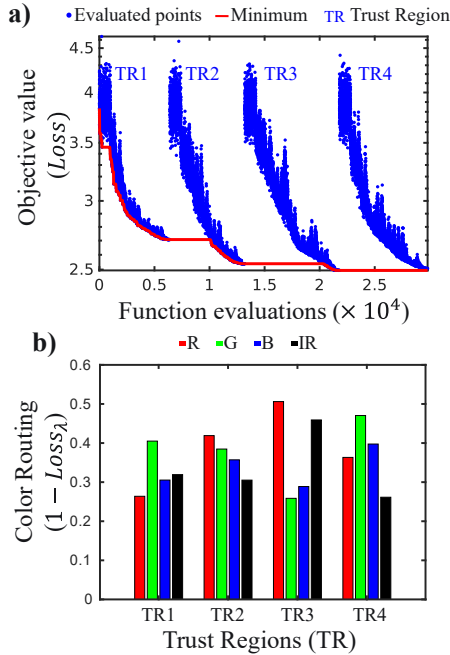 a)
Evaluated points Minimum TR Trust Region
4.5
4
3.5
3
2.5
Objective value
(Loss)
TR1 TR2 TR3 TR4
0 0.5 1 1.5 2 2.5
Function evaluations (× 10⁴)
b)
R G B IR
0.6
0.5
0.4
0.3
0.2
0.1
0
Color Routing
(1 − Loss_λ)
TR1 TR2 TR3 TR4
Trust Regions (TR)